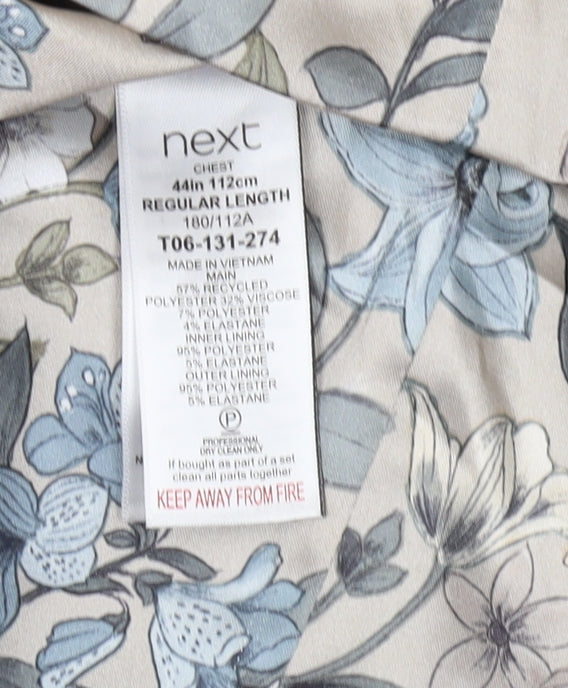 next
CHEST
44in 112cm
REGULAR LENGTH
180/112A
T06-131-274
MADE IN VIETNAM
MAIN
57% RECYCLED
POLYESTER 32% VISCOSE
7% POLYESTER
4% ELASTANE
INNER LINING
95% POLYESTER
5% ELASTANE
OUTER LINING
95% POLYESTER
5% ELASTANE
P
PROFESSIONAL
DRY CLEAN ONLY
If bought as part of a set
clean all parts together
KEEP AWAY FROM FIRE
N